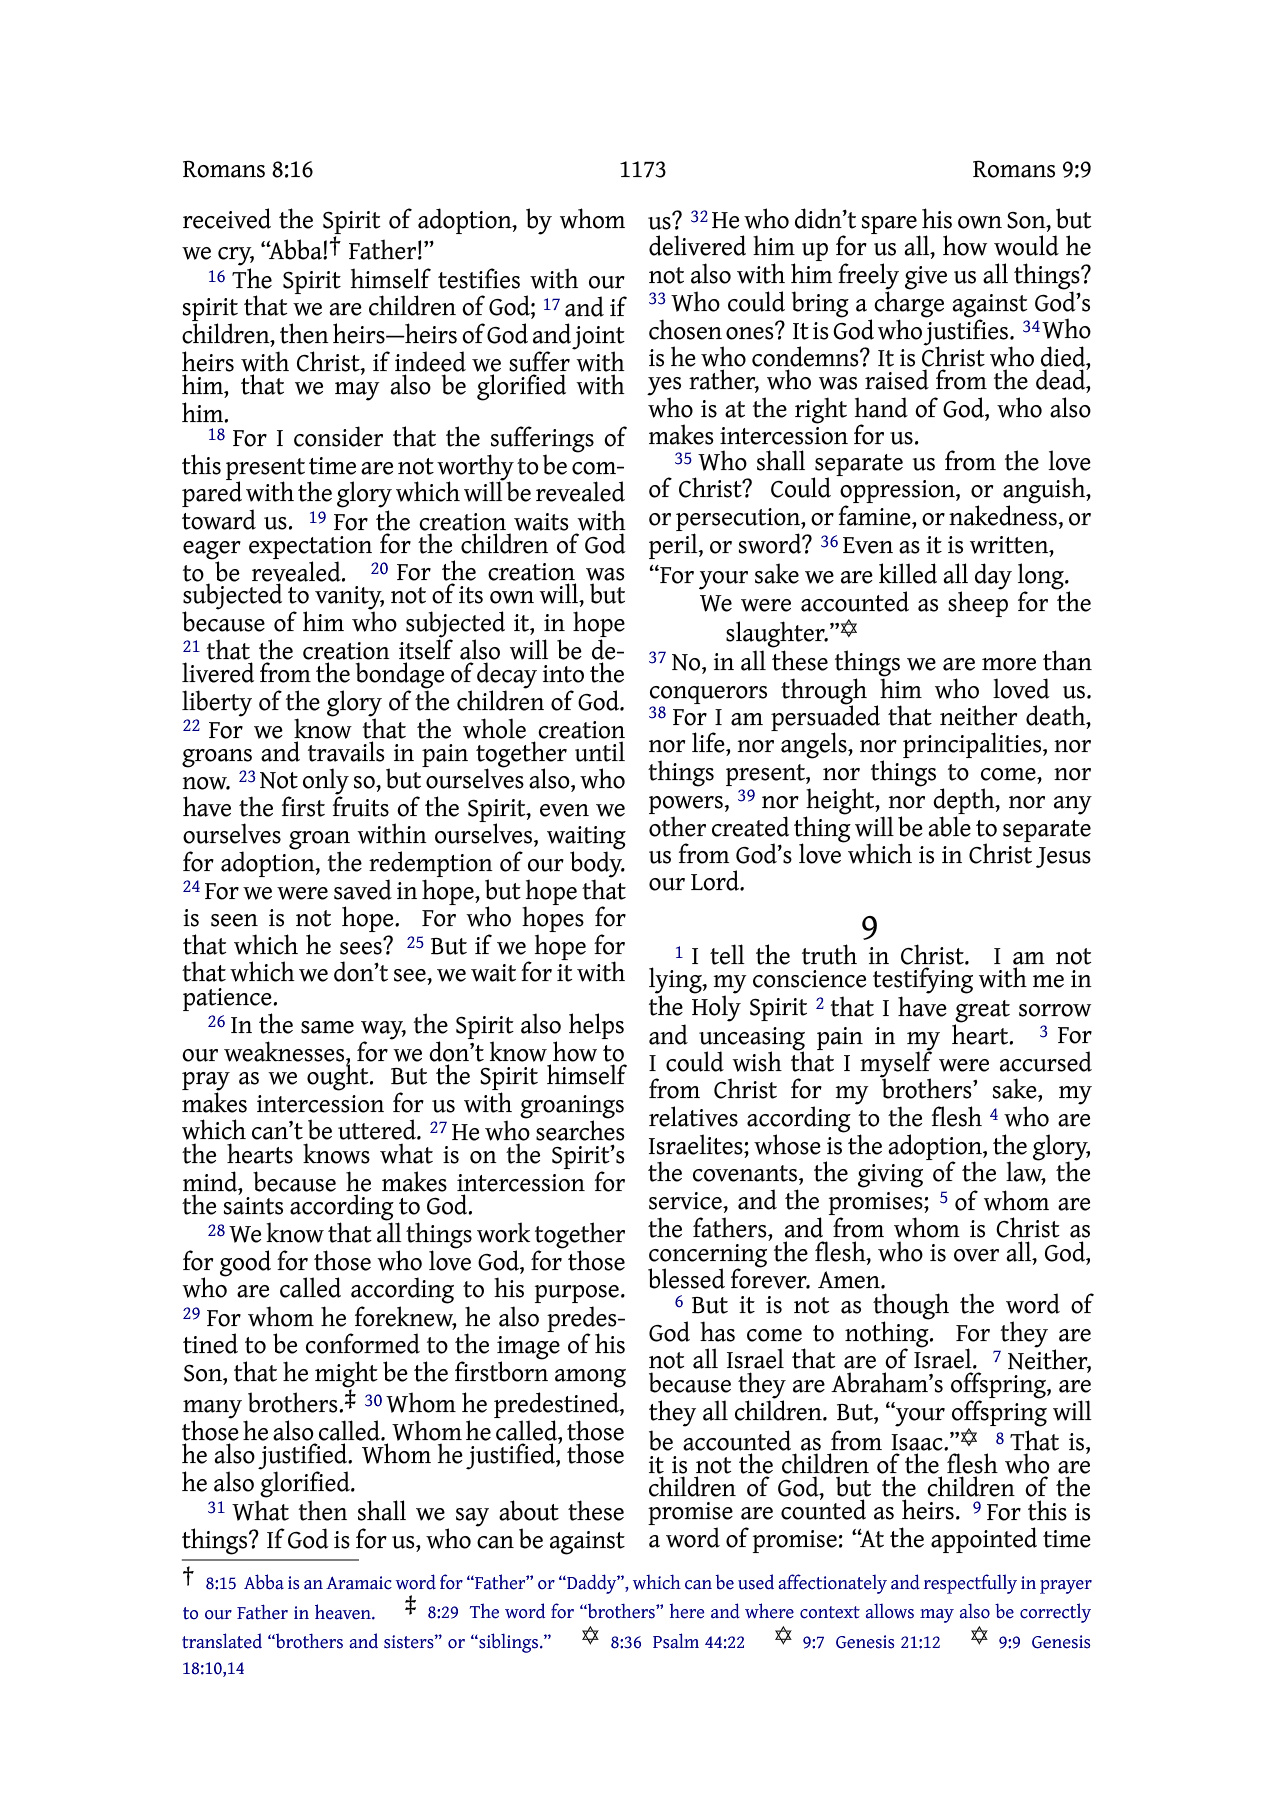 Romans 8:16 1173 Romans 9:9
received the Spirit of adoption, by whom
we cry, “Abba!† Father!”
16 The Spirit himself testifies with our
spirit that we are children of God; 17 and if
children, then heirs—heirs of God and joint
heirs with Christ, if indeed we suffer with
him, that we may also be glorified with
him.
18 For I consider that the sufferings of
this present time are not worthy to be com-
pared with the glory which will be revealed
toward us. 19 For the creation waits with
eager expectation for the children of God
to be revealed. 20 For the creation was
subjected to vanity, not of its own will, but
because of him who subjected it, in hope
21 that the creation itself also will be de-
livered from the bondage of decay into the
liberty of the glory of the children of God.
22 For we know that the whole creation
groans and travails in pain together until
now. 23 Not only so, but ourselves also, who
have the first fruits of the Spirit, even we
ourselves groan within ourselves, waiting
for adoption, the redemption of our body.
24 For we were saved in hope, but hope that
is seen is not hope. For who hopes for
that which he sees? 25 But if we hope for
that which we don’t see, we wait for it with
patience.
26 In the same way, the Spirit also helps
our weaknesses, for we don’t know how to
pray as we ought. But the Spirit himself
makes intercession for us with groanings
which can’t be uttered. 27 He who searches
the hearts knows what is on the Spirit’s
mind, because he makes intercession for
the saints according to God.
28 We know that all things work together
for good for those who love God, for those
who are called according to his purpose.
29 For whom he foreknew, he also predes-
tined to be conformed to the image of his
Son, that he might be the firstborn among
many brothers.‡ 30 Whom he predestined,
those he also called. Whom he called, those
he also justified. Whom he justified, those
he also glorified.
31 What then shall we say about these
things? If God is for us, who can be against
us? 32 He who didn’t spare his own Son, but
delivered him up for us all, how would he
not also with him freely give us all things?
33 Who could bring a charge against God’s
chosen ones? It is God who justifies. 34 Who
is he who condemns? It is Christ who died,
yes rather, who was raised from the dead,
who is at the right hand of God, who also
makes intercession for us.
35 Who shall separate us from the love
of Christ? Could oppression, or anguish,
or persecution, or famine, or nakedness, or
peril, or sword? 36 Even as it is written,
“For your sake we are killed all day long.
We were accounted as sheep for the
slaughter.”✡
37 No, in all these things we are more than
conquerors through him who loved us.
38 For I am persuaded that neither death,
nor life, nor angels, nor principalities, nor
things present, nor things to come, nor
powers, 39 nor height, nor depth, nor any
other created thing will be able to separate
us from God’s love which is in Christ Jesus
our Lord.
9
1 I tell the truth in Christ. I am not
lying, my conscience testifying with me in
the Holy Spirit 2 that I have great sorrow
and unceasing pain in my heart. 3 For
I could wish that I myself were accursed
from Christ for my brothers’ sake, my
relatives according to the flesh 4 who are
Israelites; whose is the adoption, the glory,
the covenants, the giving of the law, the
service, and the promises; 5 of whom are
the fathers, and from whom is Christ as
concerning the flesh, who is over all, God,
blessed forever. Amen.
6 But it is not as though the word of
God has come to nothing. For they are
not all Israel that are of Israel. 7 Neither,
because they are Abraham’s offspring, are
they all children. But, “your offspring will
be accounted as from Isaac.”✡ 8 That is,
it is not the children of the flesh who are
children of God, but the children of the
promise are counted as heirs. 9 For this is
a word of promise: “At the appointed time
† 8:15 Abba is an Aramaic word for “Father” or “Daddy”, which can be used affectionately and respectfully in prayer
to our Father in heaven. ‡ 8:29 The word for “brothers” here and where context allows may also be correctly
translated “brothers and sisters” or “siblings.” ✡ 8:36 Psalm 44:22 ✡ 9:7 Genesis 21:12 ✡ 9:9 Genesis
18:10,14